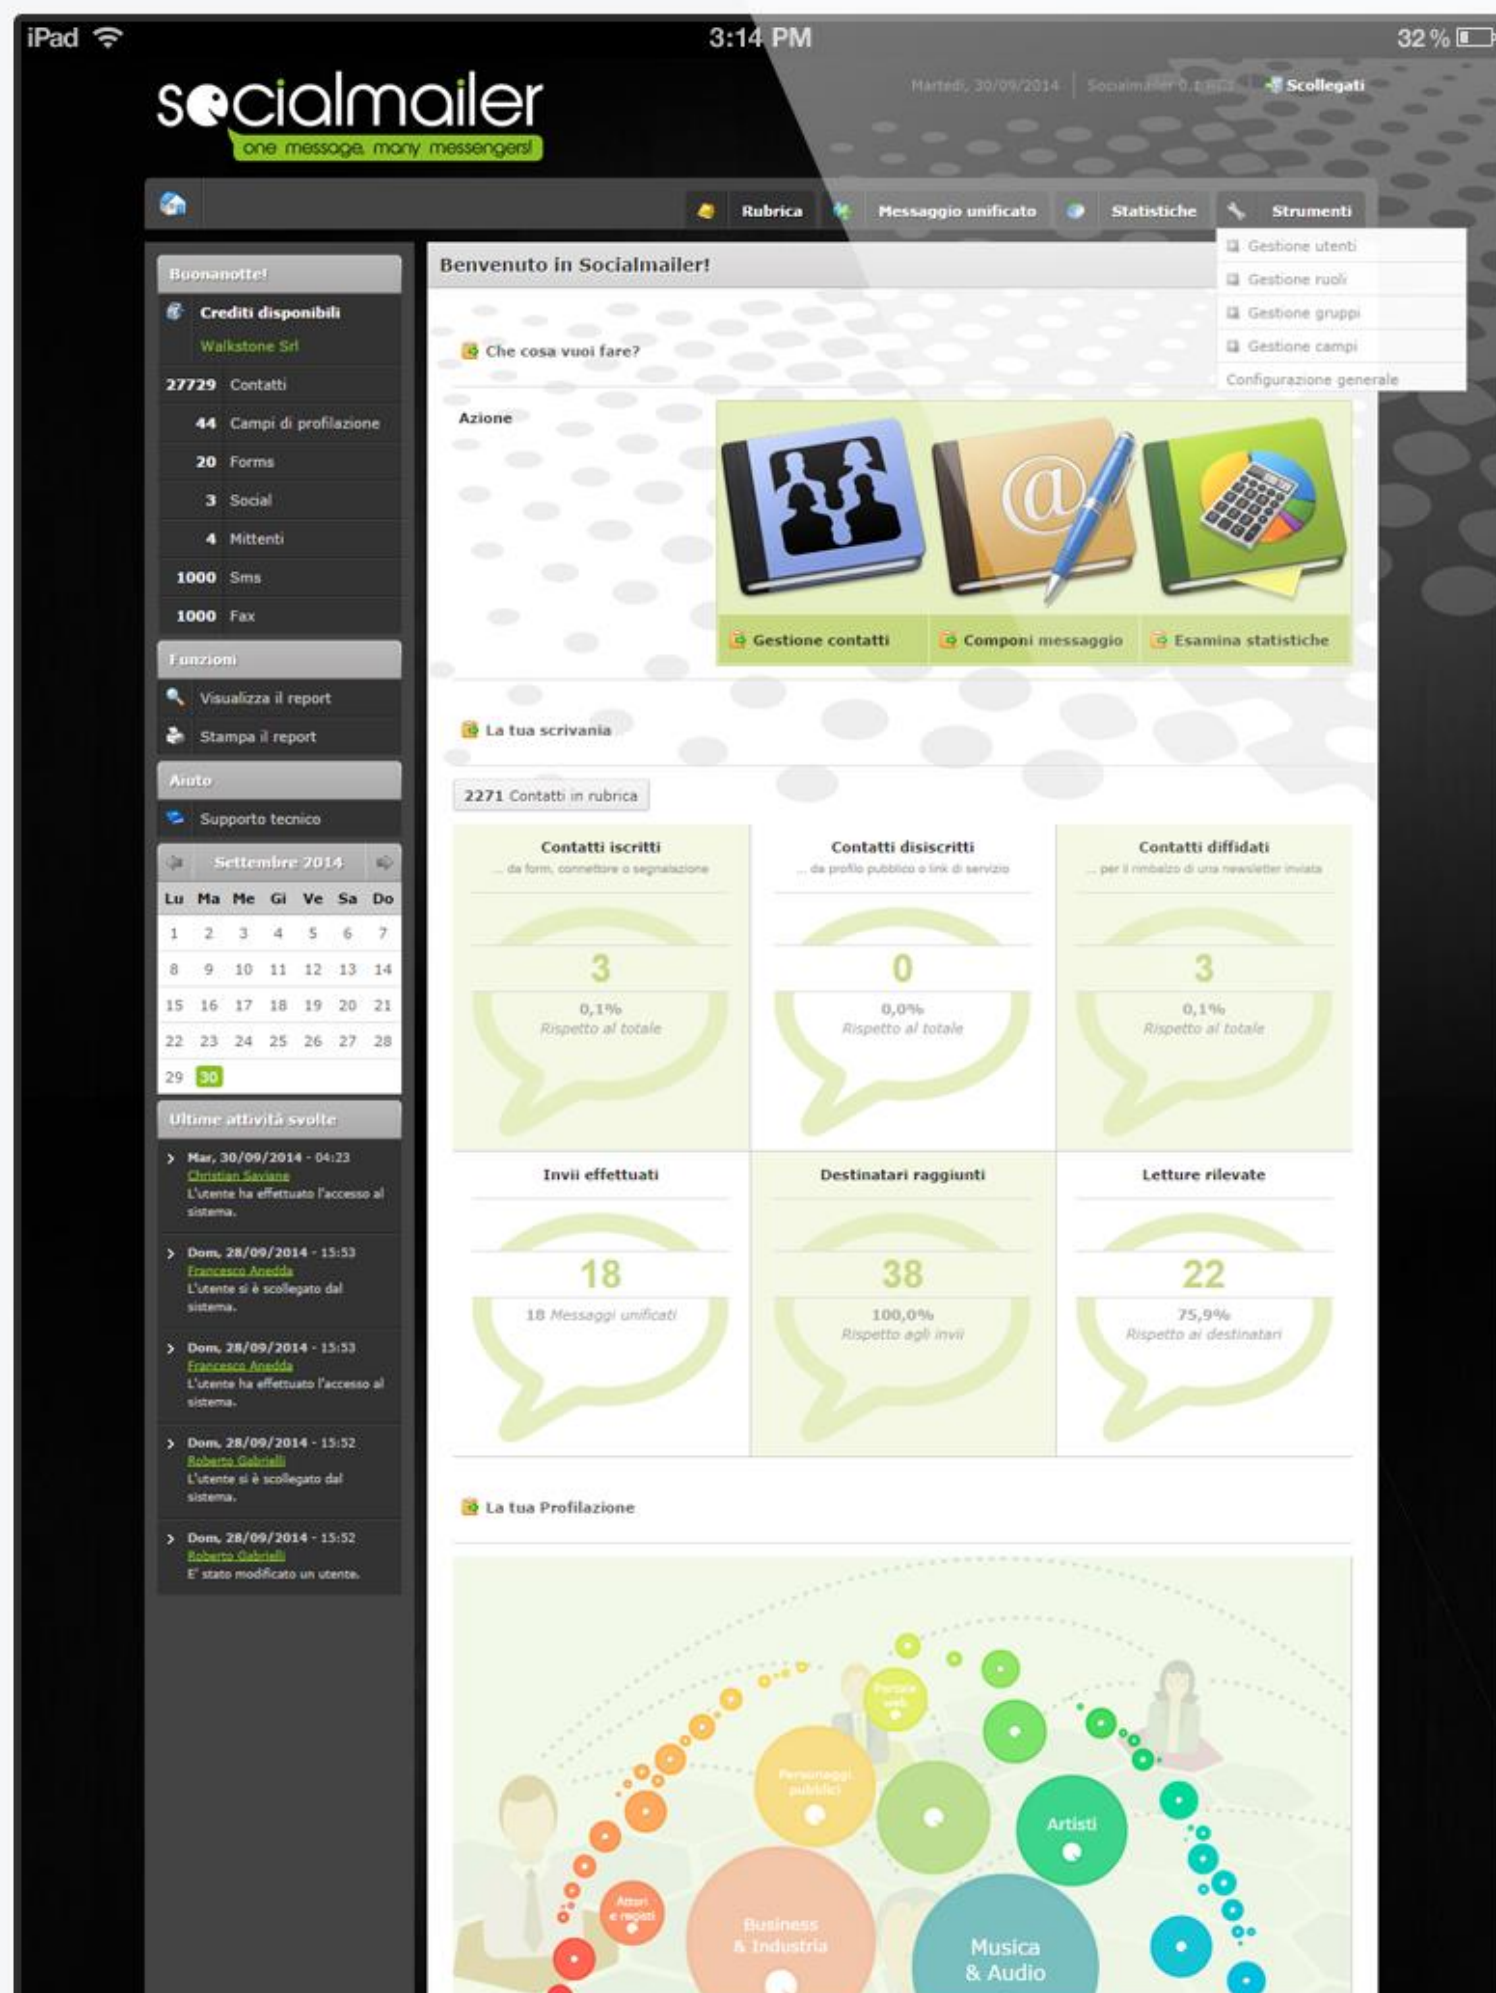 iPad
3:14 PM
32%
socialmailer
one message, many messengers!
Martedì, 30/09/2014
Socialmailer 0.1
Scollegati
Rubrica
Messaggio unificato
Statistiche
Strumenti
Gestione utenti
Gestione ruoli
Gestione gruppi
Gestione campi
Configurazione generale
Buonanotte!
Crediti disponibili
Walkstone Srl
27729 Contatti
44 Campi di profilazione
20 Forms
3 Social
4 Mittenti
1000 Sms
1000 Fax
Funzioni
Visualizza il report
Stampa il report
Aiuto
Supporto tecnico
Settembre 2014
Lu Ma Me Gi Ve Sa Do
1 2 3 4 5 6 7
8 9 10 11 12 13 14
15 16 17 18 19 20 21
22 23 24 25 26 27 28
29 30
Ultime attività svolte
Mar, 30/09/2014 - 04:23
Christian Saviane
L'utente ha effettuato l'accesso al
sistema.
Dom, 28/09/2014 - 15:53
Francesco Anedda
L'utente si è scollegato dal
sistema.
Dom, 28/09/2014 - 15:53
Francesco Anedda
L'utente ha effettuato l'accesso al
sistema.
Dom, 28/09/2014 - 15:52
Roberto Gabrielli
L'utente si è scollegato dal
sistema.
Dom, 28/09/2014 - 15:52
Roberto Gabrielli
E' stato modificato un utente.
Benvenuto in Socialmailer!
Che cosa vuoi fare?
Azione
@
Gestione contatti
Componi messaggio
Esamina statistiche
La tua scrivania
2271 Contatti in rubrica
Contatti iscritti
... da form, connettore o segnalazione
3
0,1%
Rispetto al totale
Contatti disiscritti
... da profilo pubblico o link di servizio
0
0,0%
Rispetto al totale
Contatti diffidati
... per il rimbalzo di una newsletter inviata
3
0,1%
Rispetto al totale
Invii effettuati
18
18 Messaggi unificati
Destinatari raggiunti
38
100,0%
Rispetto agli invii
Letture rilevate
22
75,9%
Rispetto ai destinatari
La tua Profilazione
Portale
web
Personaggi
pubblici
Artisti
Attori
e registi
Business
& Industria
Musica
& Audio